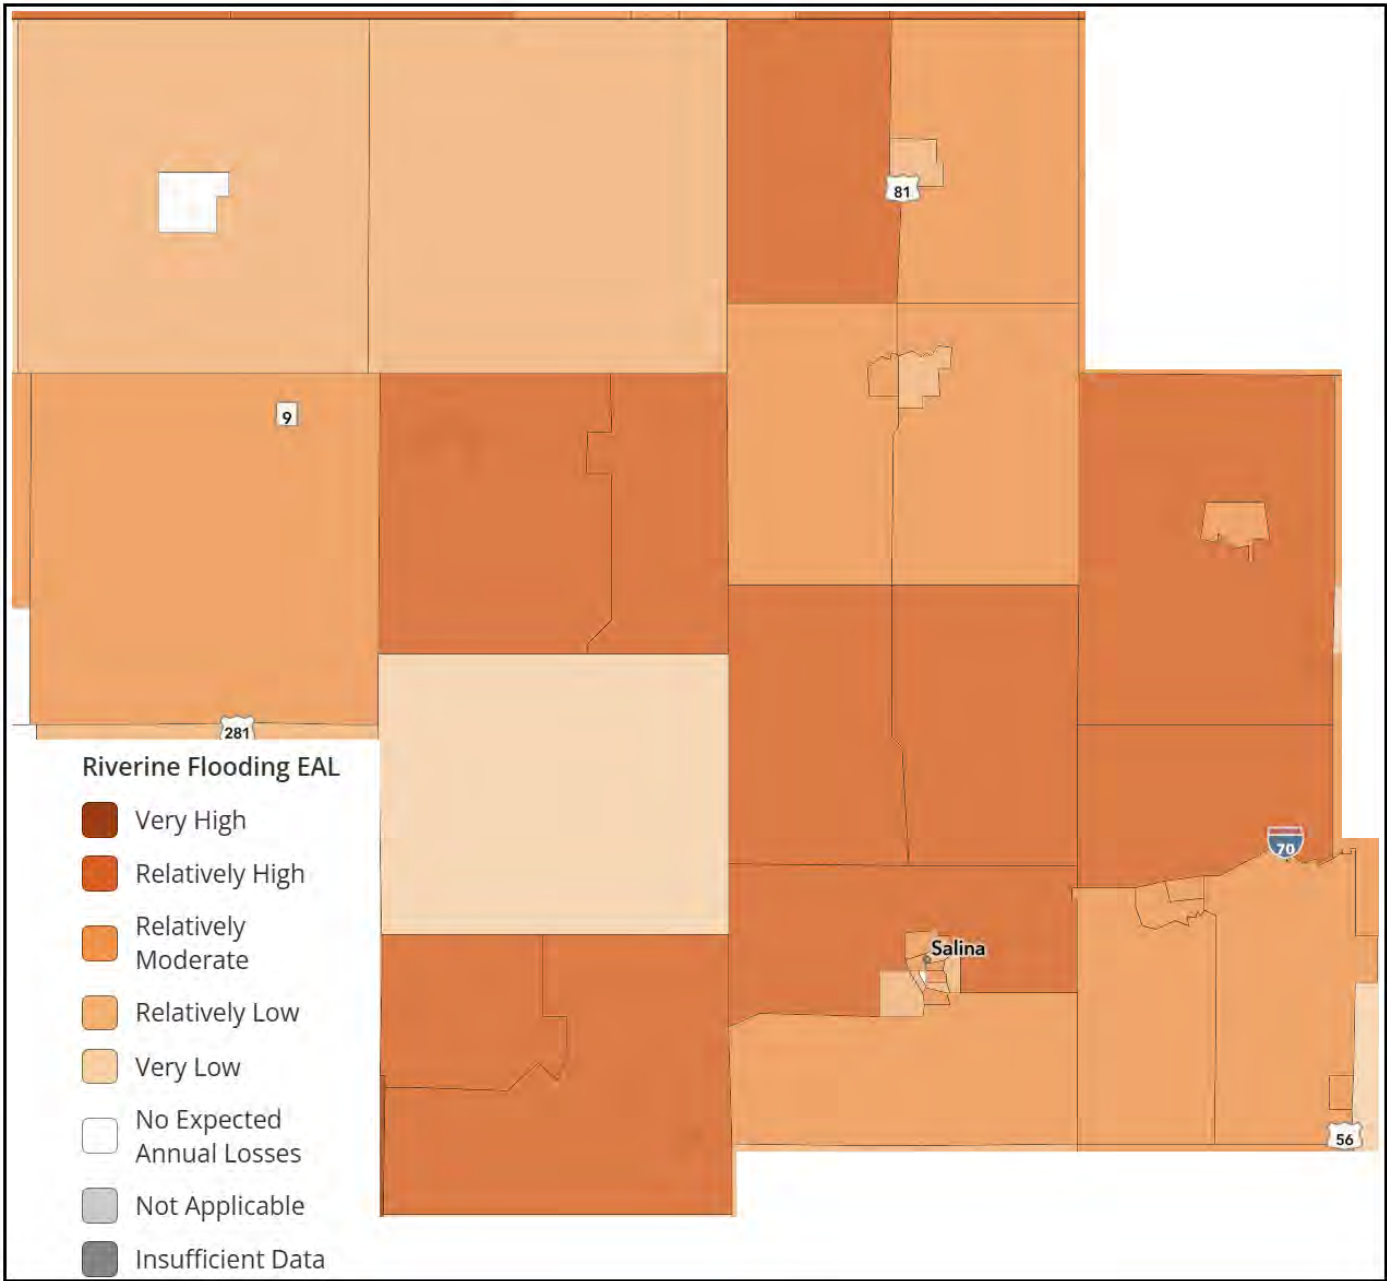 81
9
281
Riverine Flooding EAL
Very High
Relatively High
Relatively
Moderate
Relatively Low
Very Low
No Expected
Annual Losses
Not Applicable
Insufficient Data
70
Salina
56